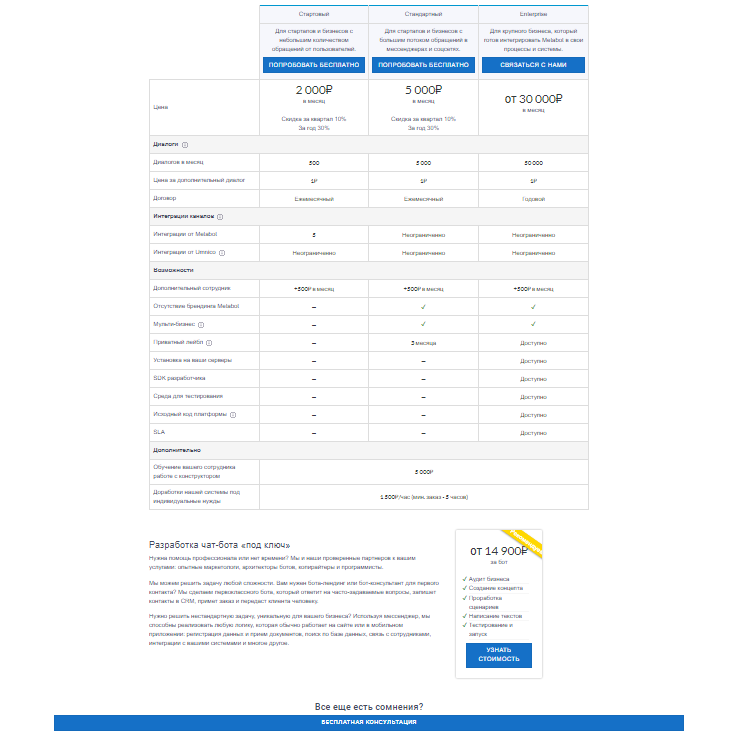 Стартовый Стандартный Enterprise
Для стартапов и бизнесов с Для стартапов и бизнесов с Для крупного бизнеса, который
небольшим количеством большим потоком обращений в готов интегрировать Metabot в свои
обращений от пользователей. мессенджерах и соцсетях. процессы и системы.
ПОПРОБОВАТЬ БЕСПЛАТНО ПОПРОБОВАТЬ БЕСПЛАТНО СВЯЗАТЬСЯ С НАМИ
Цена
2 000₽ 5 000₽ от 30 000₽
в месяц в месяц в месяц
Скидка за квартал 10% Скидка за квартал 10%
За год 30% За год 30%
Диалоги
Диалогов в месяц 500 5 000 50 000
Цена за дополнительный диалог 1₽ 1₽ 1₽
Договор Ежемесячный Ежемесячный Годовой
Интеграции каналов
Интеграции от Metabot 5 Неограниченно Неограниченно
Интеграции от Umnico Неограниченно Неограниченно Неограниченно
Возможности
Дополнительный сотрудник +500₽ в месяц +500₽ в месяц +500₽ в месяц
Отсутствие брендинга Metabot – ✓ ✓
Мульти-бизнес – ✓ ✓
Приватный лейбл – 3 месяца Доступно
Установка на ваши серверы – – Доступно
SDK разработчика – – Доступно
Среда для тестирования – – Доступно
Исходный код платформы – – Доступно
SLA – – Доступно
Дополнительно
Обучение вашего сотрудника
работе с конструктором
5 000₽
Доработки нашей системы под
индивидуальные нужды
1 500₽/час (мин. заказ - 5 часов)
Разработка чат-бота «под ключ»
Нужна помощь профессионала или нет времени? Мы и наши проверенные партнеров к вашим
услугам: опытные маркетологи, архитекторы ботов, копирайтеры и программисты.
Мы можем решить задачу любой сложности. Вам нужен бота-лендинг или бот-консультант для первого
контакта? Мы сделаем первоклассного бота, который ответит на часто-задаваемые вопросы, запишет
контакты в CRM, примет заказ и передаст клиента человеку.
Нужно решить нестандартную задачу, уникальную для вашего бизнеса? Используя мессенджер, мы
способны реализовать любую логику, которая обычно работает на сайте или в мобильном
приложении: регистрация данных и прием документов, поиск по базе данных, связь с сотрудниками,
интеграции с вашими системами и многое другое.
от 14 900₽
за бот
✓ Аудит бизнеса
✓ Создание концепта
✓ Проработка
сценариев
✓ Написание текстов
✓ Тестирование и
запуск
УЗНАТЬ
СТОИМОСТЬ
Все еще есть сомнения?
БЕСПЛАТНАЯ КОНСУЛЬТАЦИЯ